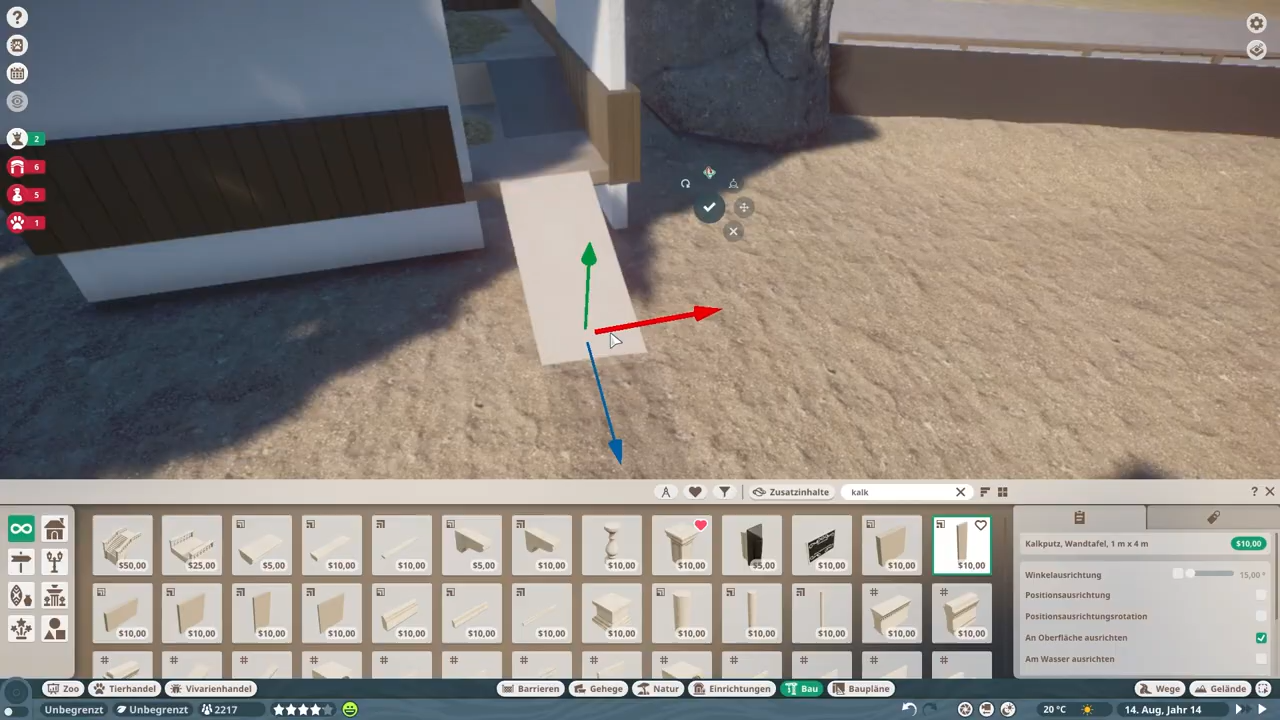 ?
2
6
5
1
Zusatzinhalte
kalk
?
$50,00
$25,00
$5,00
$10,00
$10,00
$5,00
$10,00
$10,00
$10,00
$5,00
$10,00
$10,00
$10,00
Kalkputz, Wandtafel, 1 m x 4 m
$10,00
Winkelausrichtung
15,00 °
Positionsausrichtung
Positionsausrichtungsrotation
An Oberfläche ausrichten
Am Wasser ausrichten
$10,00
$10,00
$10,00
$10,00
$10,00
$10,00
$10,00
$10,00
$10,00
$10,00
$10,00
$10,00
$10,00
Zoo
Tierhandel
Vivarienhandel
Barrieren
Gehege
Natur
Einrichtungen
Bau
Baupläne
Wege
Gelände
Unbegrenzt
Unbegrenzt
2217
20 °C
14. Aug, Jahr 14